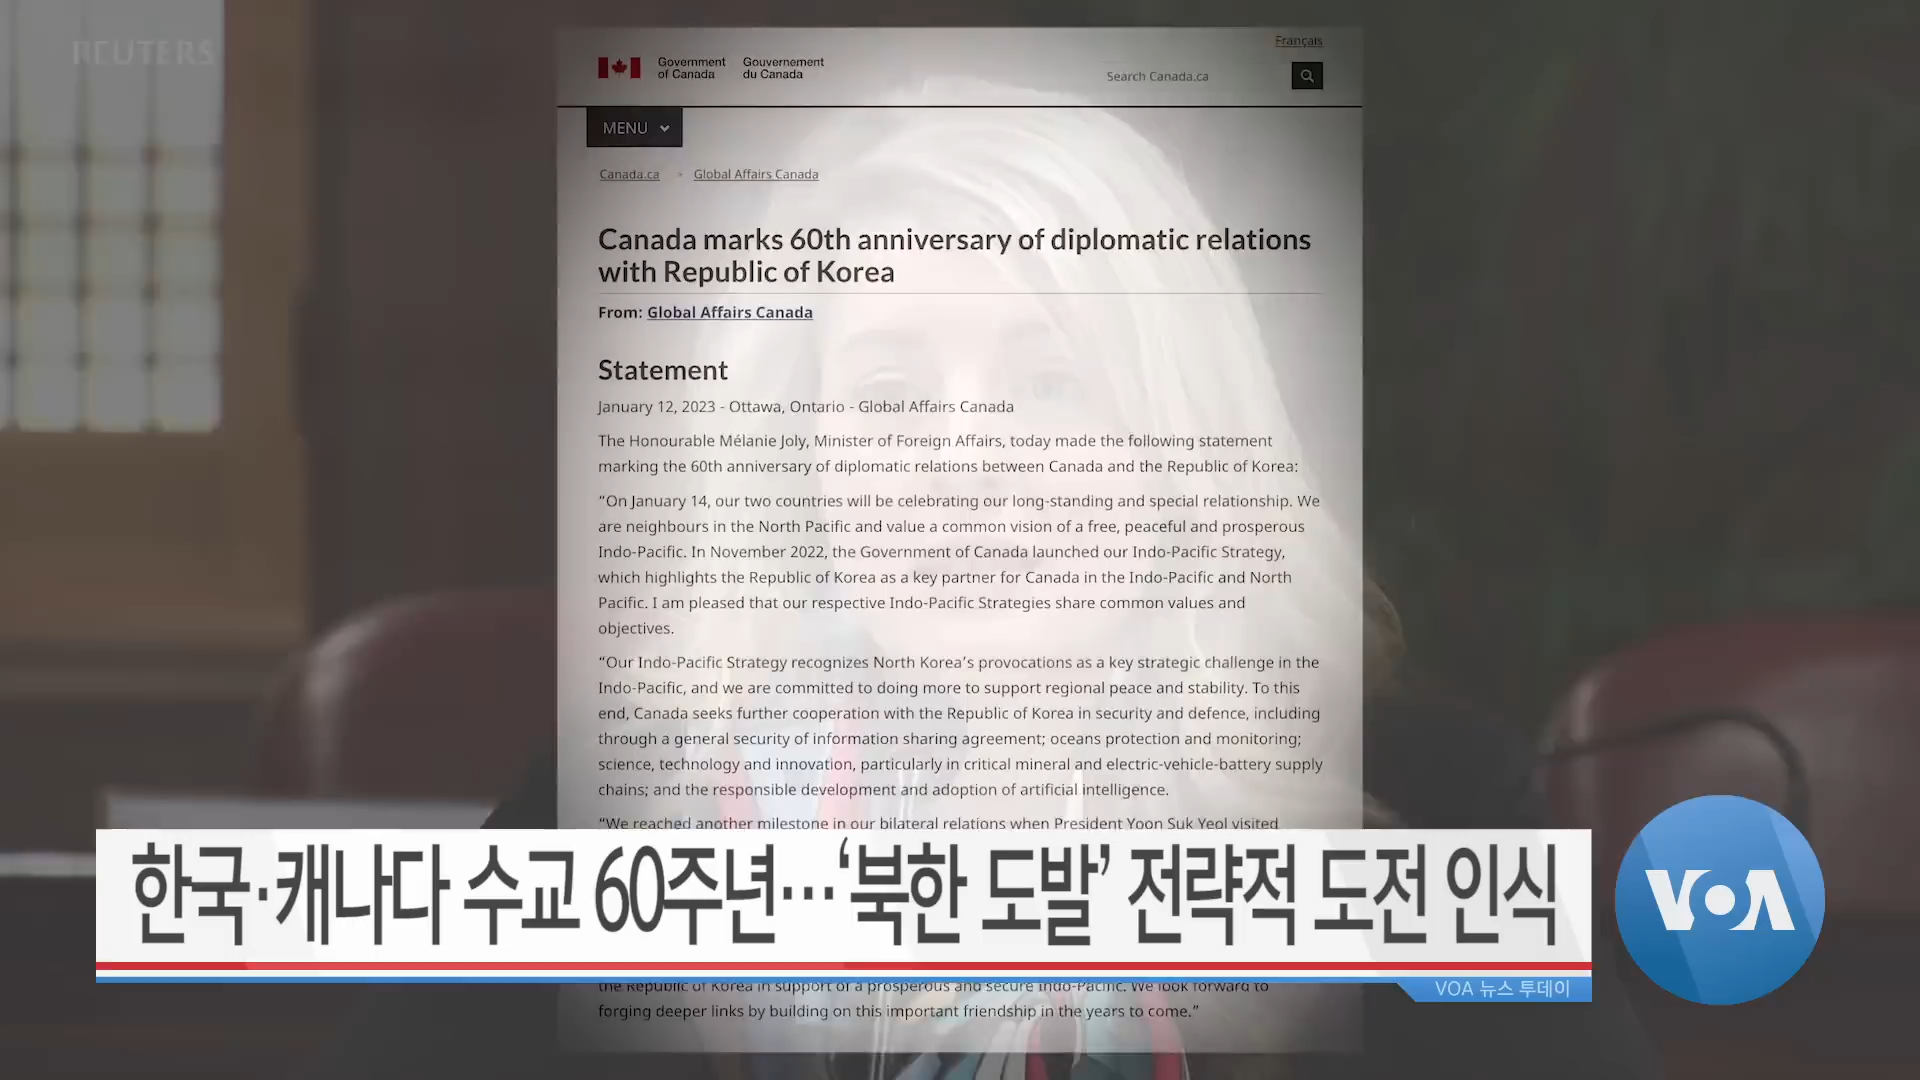 REUTERS
Français
Government of Canada
Gouvernement du Canada
Search Canada.ca
MENU
Canada.ca > Global Affairs Canada
Canada marks 60th anniversary of diplomatic relations
with Republic of Korea
From: Global Affairs Canada
Statement
January 12, 2023 - Ottawa, Ontario - Global Affairs Canada
The Honourable Mélanie Joly, Minister of Foreign Affairs, today made the following statement
marking the 60th anniversary of diplomatic relations between Canada and the Republic of Korea:
“On January 14, our two countries will be celebrating our long-standing and special relationship. We
are neighbours in the North Pacific and value a common vision of a free, peaceful and prosperous
Indo-Pacific. In November 2022, the Government of Canada launched our Indo-Pacific Strategy,
which highlights the Republic of Korea as a key partner for Canada in the Indo-Pacific and North
Pacific. I am pleased that our respective Indo-Pacific Strategies share common values and
objectives.
“Our Indo-Pacific Strategy recognizes North Korea’s provocations as a key strategic challenge in the
Indo-Pacific, and we are committed to doing more to support regional peace and stability. To this
end, Canada seeks further cooperation with the Republic of Korea in security and defence, including
through a general security of information sharing agreement; oceans protection and monitoring;
science, technology and innovation, particularly in critical mineral and electric-vehicle-battery supply
chains; and the responsible development and adoption of artificial intelligence.
“We reached another milestone in our bilateral relations when President Yoon Suk Yeol visited
한국·캐나다 수교 60주년…‘북한 도발’ 전략적 도전 인식
VOA
VOA 뉴스 투데이
the Republic of Korea in support of a prosperous and secure Indo-Pacific. We look forward to
forging deeper links by building on this important friendship in the years to come.”